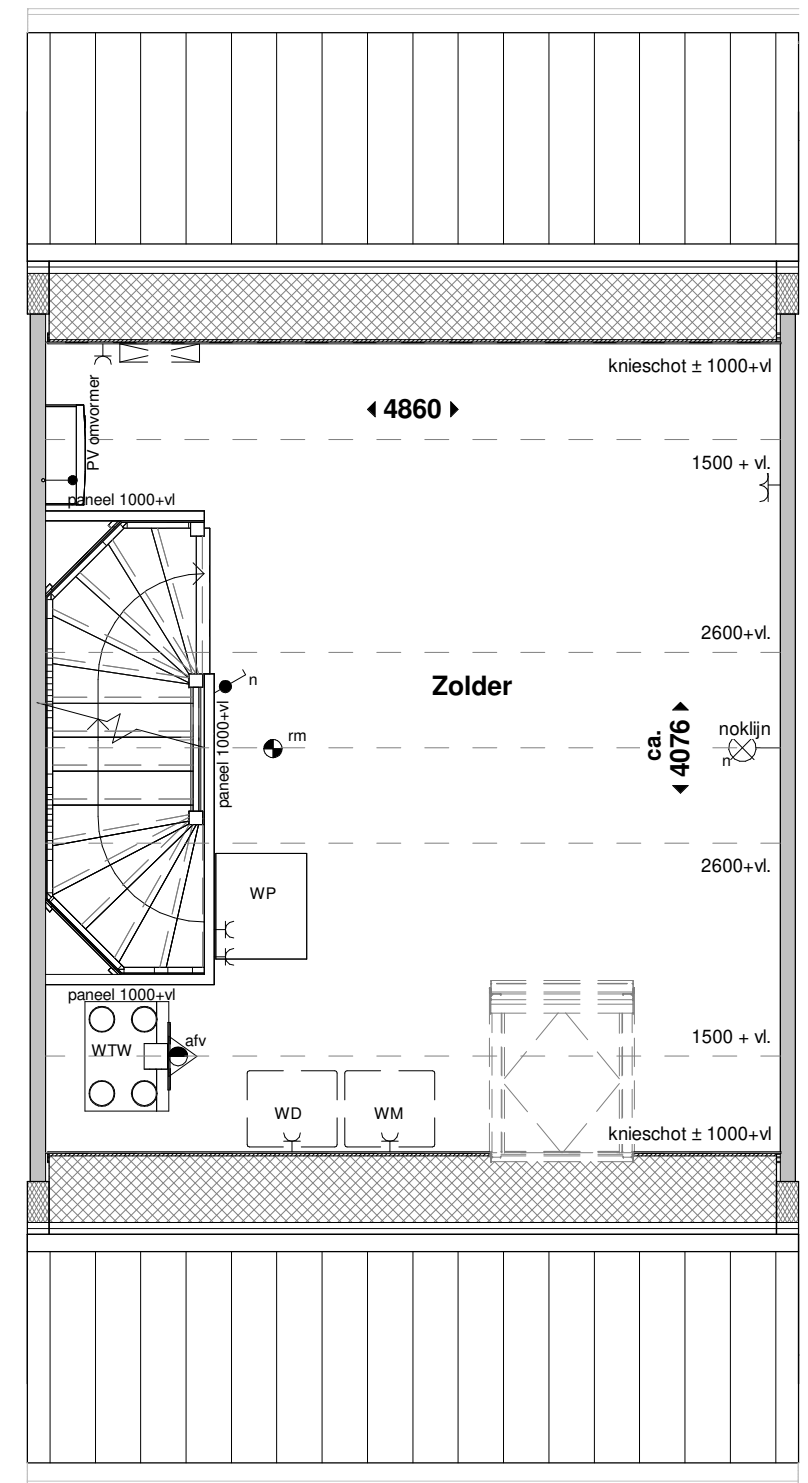 knieschot ± 1000+vl
PV omvormer
4860
1500 + vl.
paneel 1000+vl
2600+vl.
n
Zolder
paneel 1000+vl
rm
ca.
4076
noklijn
n
2600+vl.
WP
paneel 1000+vl
WTW
afv
1500 + vl.
WD
WM
knieschot ± 1000+vl